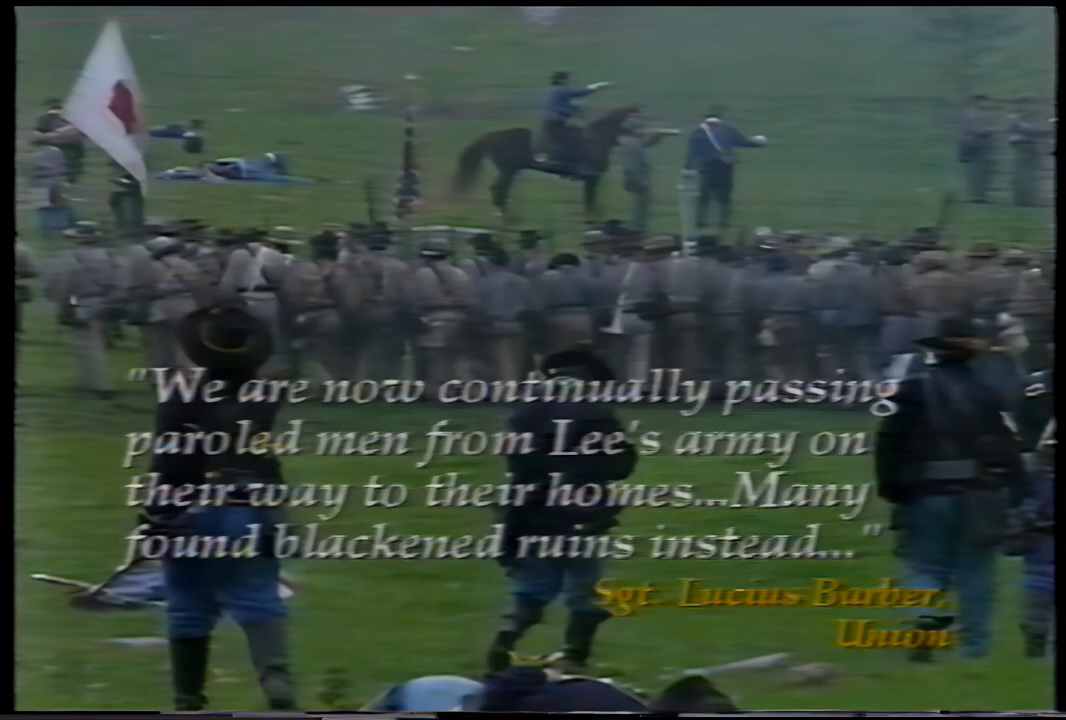 "We are now continually passing
paroled men from Lee's army on
their way to their homes...Many
found blackened ruins instead..."
Sgt. Lucius Barber,
Union